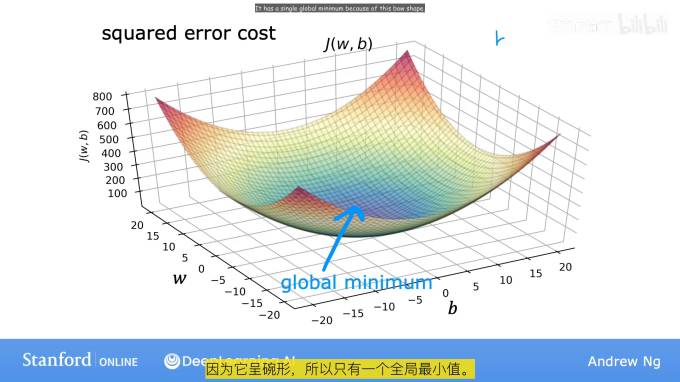 It has a single global minimum because of this bow shape
bilibili
squared error cost
J(w, b)
800
700
600
500
400
300
200
100
J(w, b)
20
15
10
5
0
−5
−10
−15
−20
w
−20
−15
−10
−5
0
5
10
15
20
b
global minimum
Stanford | ONLINE
DeepLearning.AI
Andrew Ng
因为它呈碗形，所以只有一个全局最小值。